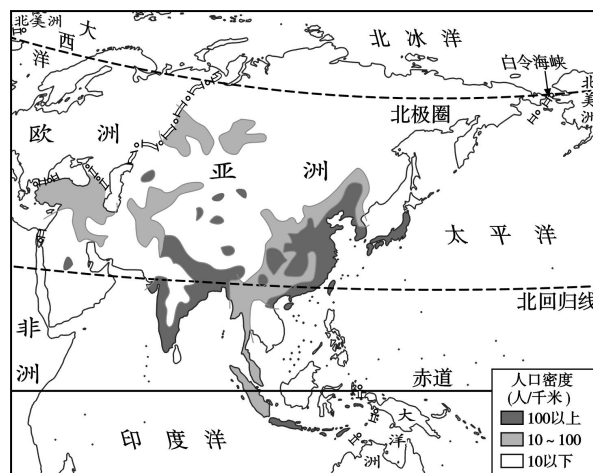 北美洲
大
西
洋
北 冰 洋
白令海峡
北美洲
北极圈
欧 洲
亚 洲
太 平 洋
北回归线
非
洲
赤道
印 度 洋
大
洋
洲
人口密度
(人/千米)
100以上
10~100
10以下